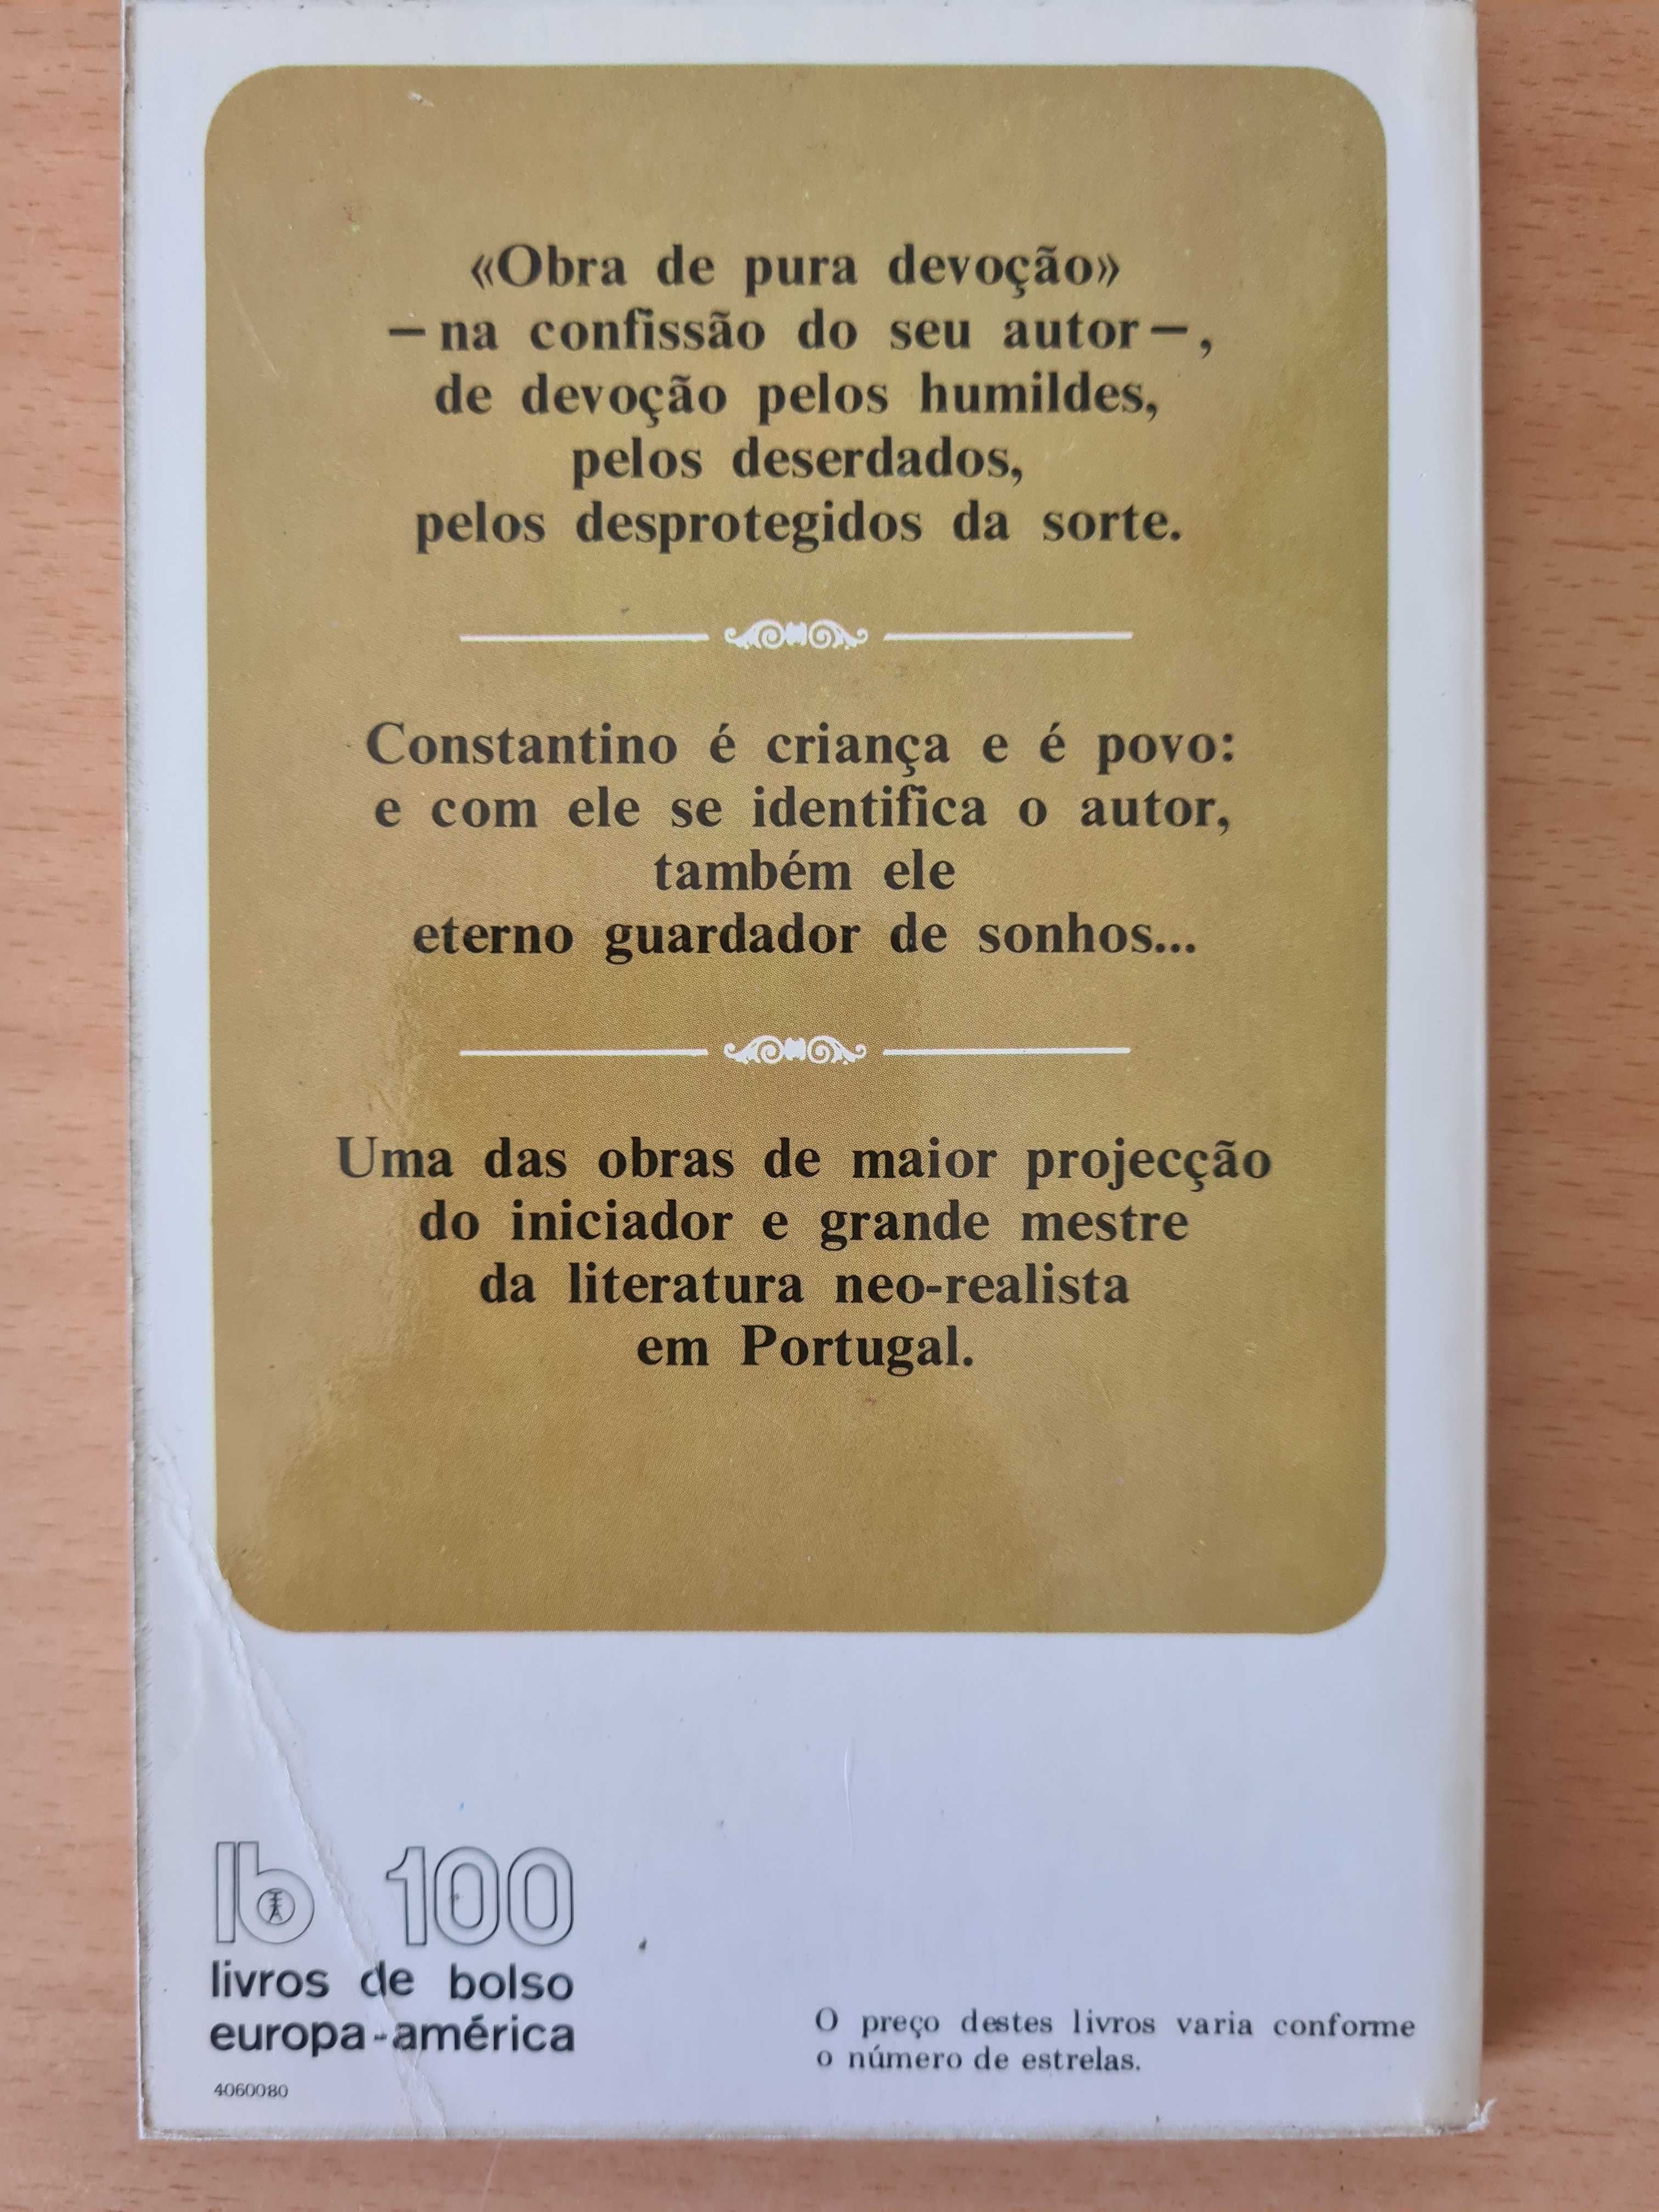 «Obra de pura devoção»
— na confissão do seu autor —,
de devoção pelos humildes,
pelos deserdados,
pelos desprotegidos da sorte.
Constantino é criança e é povo:
e com ele se identifica o autor,
também ele
eterno guardador de sonhos...
Uma das obras de maior projecção
do iniciador e grande mestre
da literatura neo-realista
em Portugal.
lb 100
livros de bolso
europa-américa
4060080
O preço destes livros varia conforme
o número de estrelas.